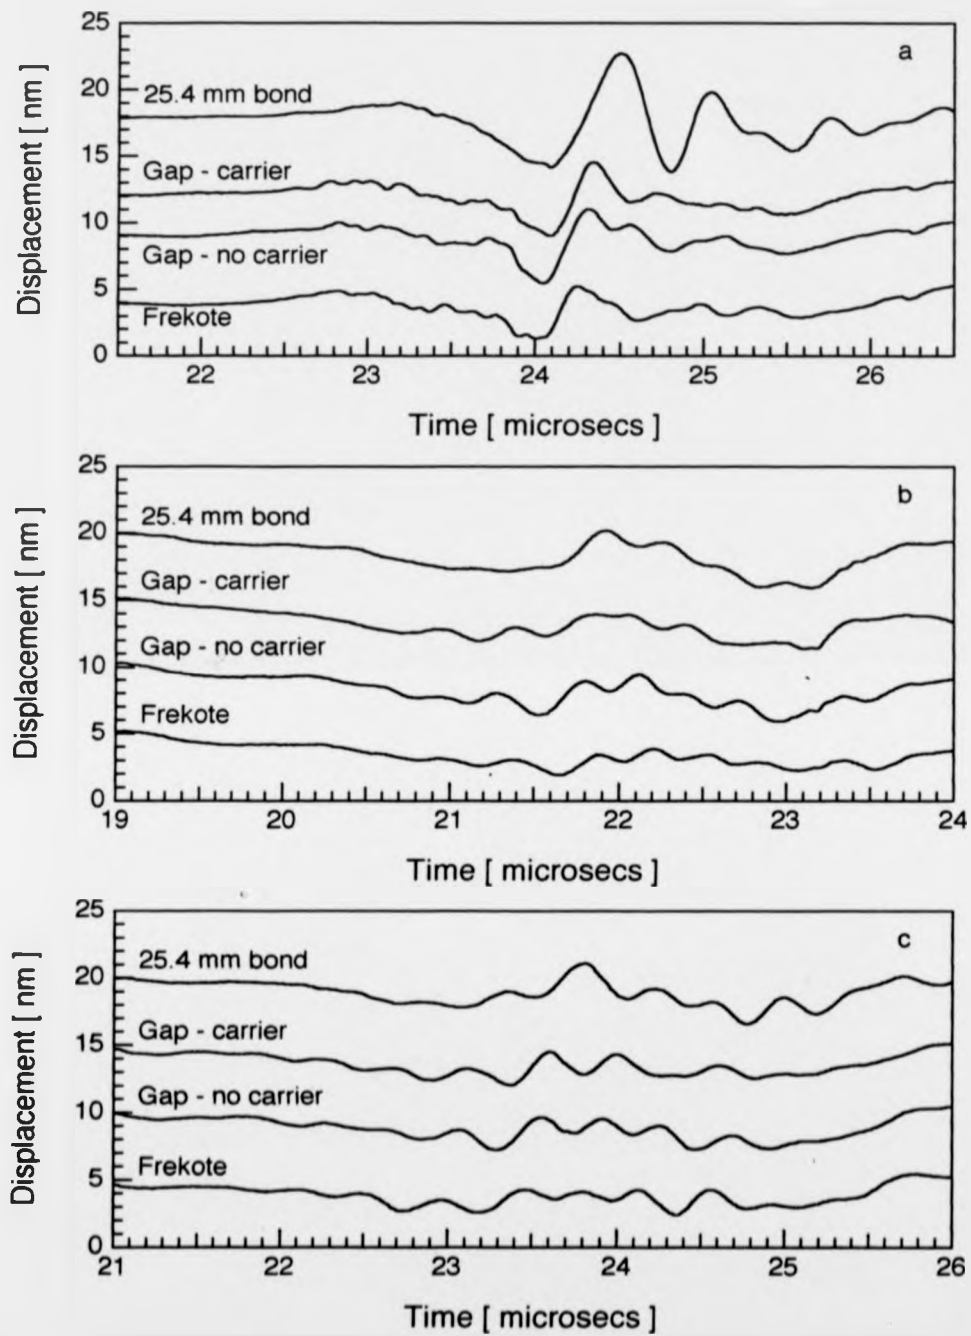 25
a
20
25.4 mm bond
15
Gap - carrier
10
Gap - no carrier
5
Frekote
0
22 23 24 25 26
Displacement [ nm ]
Time [ microsecs ]
25
b
25.4 mm bond
20
Gap - carrier
15
Gap - no carrier
10
Frekote
5
0
19 20 21 22 23 24
Displacement [ nm ]
Time [ microsecs ]
25
c
25.4 mm bond
20
Gap - carrier
15
Gap - no carrier
10
Frekote
5
0
21 22 23 24 25 26
Displacement [ nm ]
Time [ microsecs ]